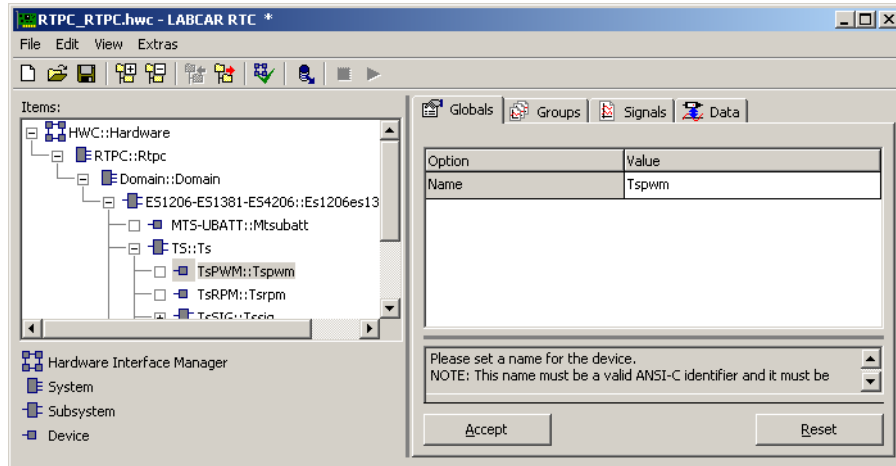 RTPC_RTPC.hwc - LABCAR RTC *
File Edit View Extras
Items:
HWC::Hardware
RTPC::Rtpc
Domain::Domain
ES1206-ES1381-ES4206::Es1206es13
MTS-UBATT::Mtsubatt
TS::Ts
TsPWM::Tspwm
TsRPM::Tsrpm
TsSIG::Tssig
Hardware Interface Manager
System
Subsystem
Device
Globals Groups Signals Data
Option Value
Name Tspwm
Please set a name for the device.
NOTE: This name must be a valid ANSI-C identifier and it must be
Accept Reset